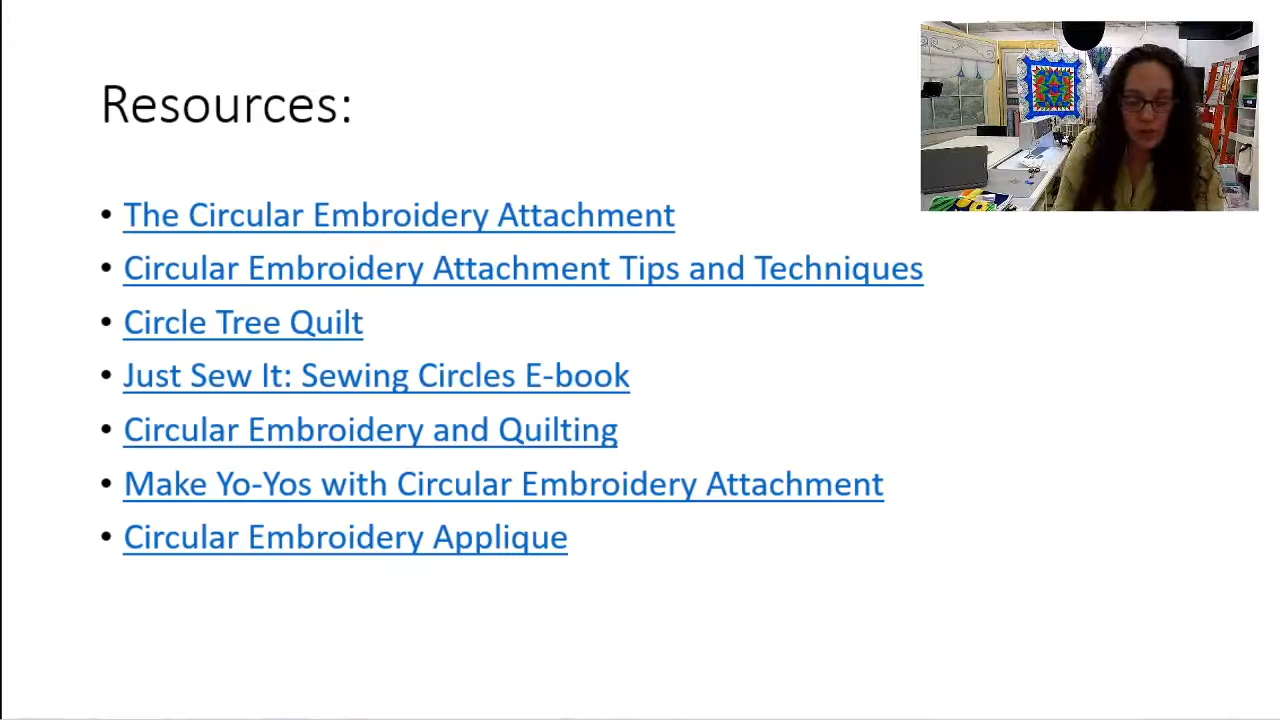 Resources:
• The Circular Embroidery Attachment
• Circular Embroidery Attachment Tips and Techniques
• Circle Tree Quilt
• Just Sew It: Sewing Circles E-book
• Circular Embroidery and Quilting
• Make Yo-Yos with Circular Embroidery Attachment
• Circular Embroidery Applique